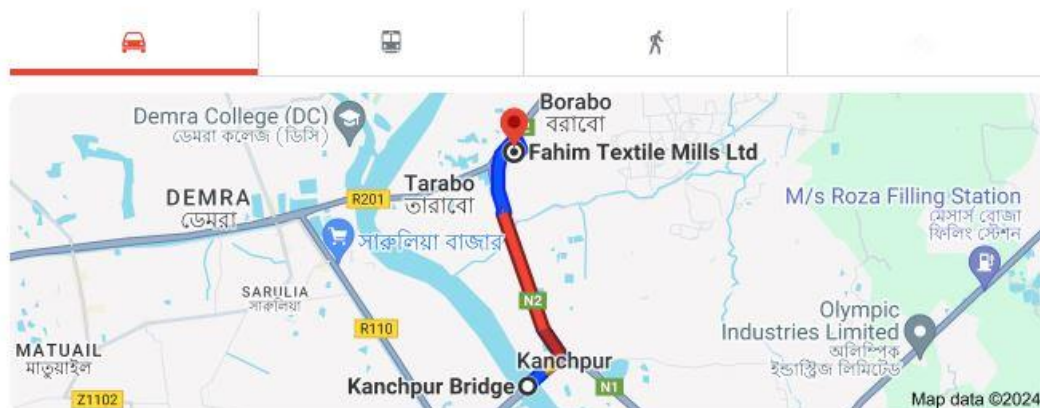 Demra College (DC)
ডেমরা কলেজ (ডিসি)
Borabo
বরাবো
Fahim Textile Mills Ltd
DEMRA
ডেমরা
R201
Tarabo
তারাবো
সারুলিয়া বাজার
M/s Roza Filling Station
মেসার্স রোজা
ফিলিং স্টেশন
SARULIA
সারুলিয়া
N2
R110
Olympic
Industries Limited
অলিম্পিক
ইন্ডাস্ট্রিজ লিমিটেড
MATUAIL
মাতুয়াইল
Kanchpur
Kanchpur Bridge
N1
Z1102
Map data ©2024